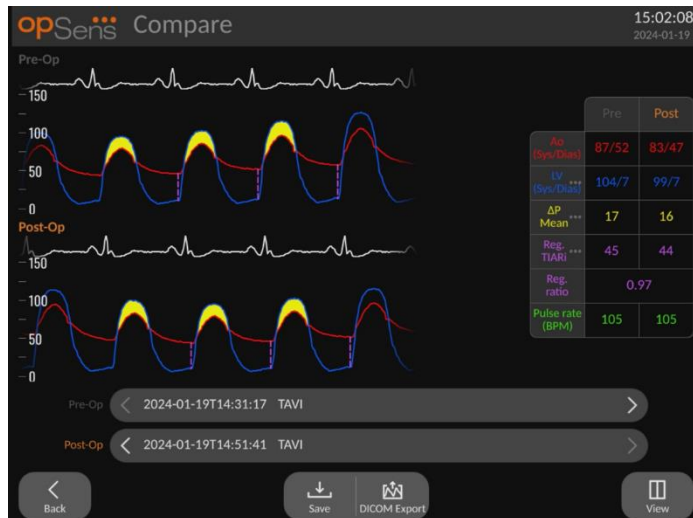 opSens Compare 15:02:08
2024-01-19
Pre-Op
150
100
50
0
Post-Op
150
100
50
0
Pre Post
Ao
(Sys/Dias) 87/52 83/47
LV
(Sys/Dias) 104/7 99/7
ΔP
Mean 17 16
Reg.
TIARi 45 44
Reg.
ratio 0.97
Pulse rate
(BPM) 105 105
Pre-Op < 2024-01-19T14:31:17 TAVI >
Post-Op < 2024-01-19T14:51:41 TAVI >
Back Save DICOM Export View